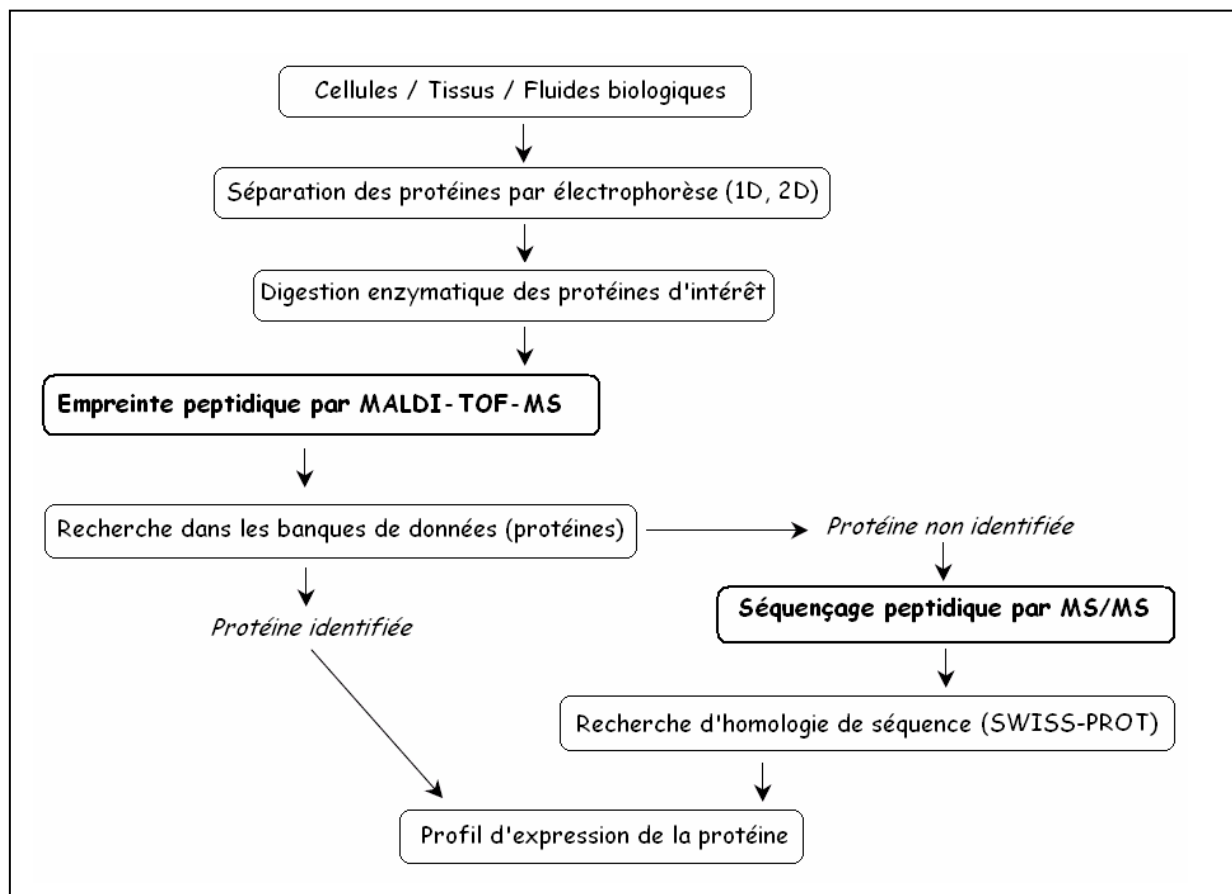 Cellules / Tissus / Fluides biologiques
Séparation des protéines par électrophorèse (1D, 2D)
Digestion enzymatique des protéines d'intérêt
Empreinte peptidique par MALDI-TOF-MS
Recherche dans les banques de données (protéines)
Protéine non identifiée
Séquençage peptidique par MS/MS
Protéine identifiée
Recherche d'homologie de séquence (SWISS-PROT)
Profil d'expression de la protéine